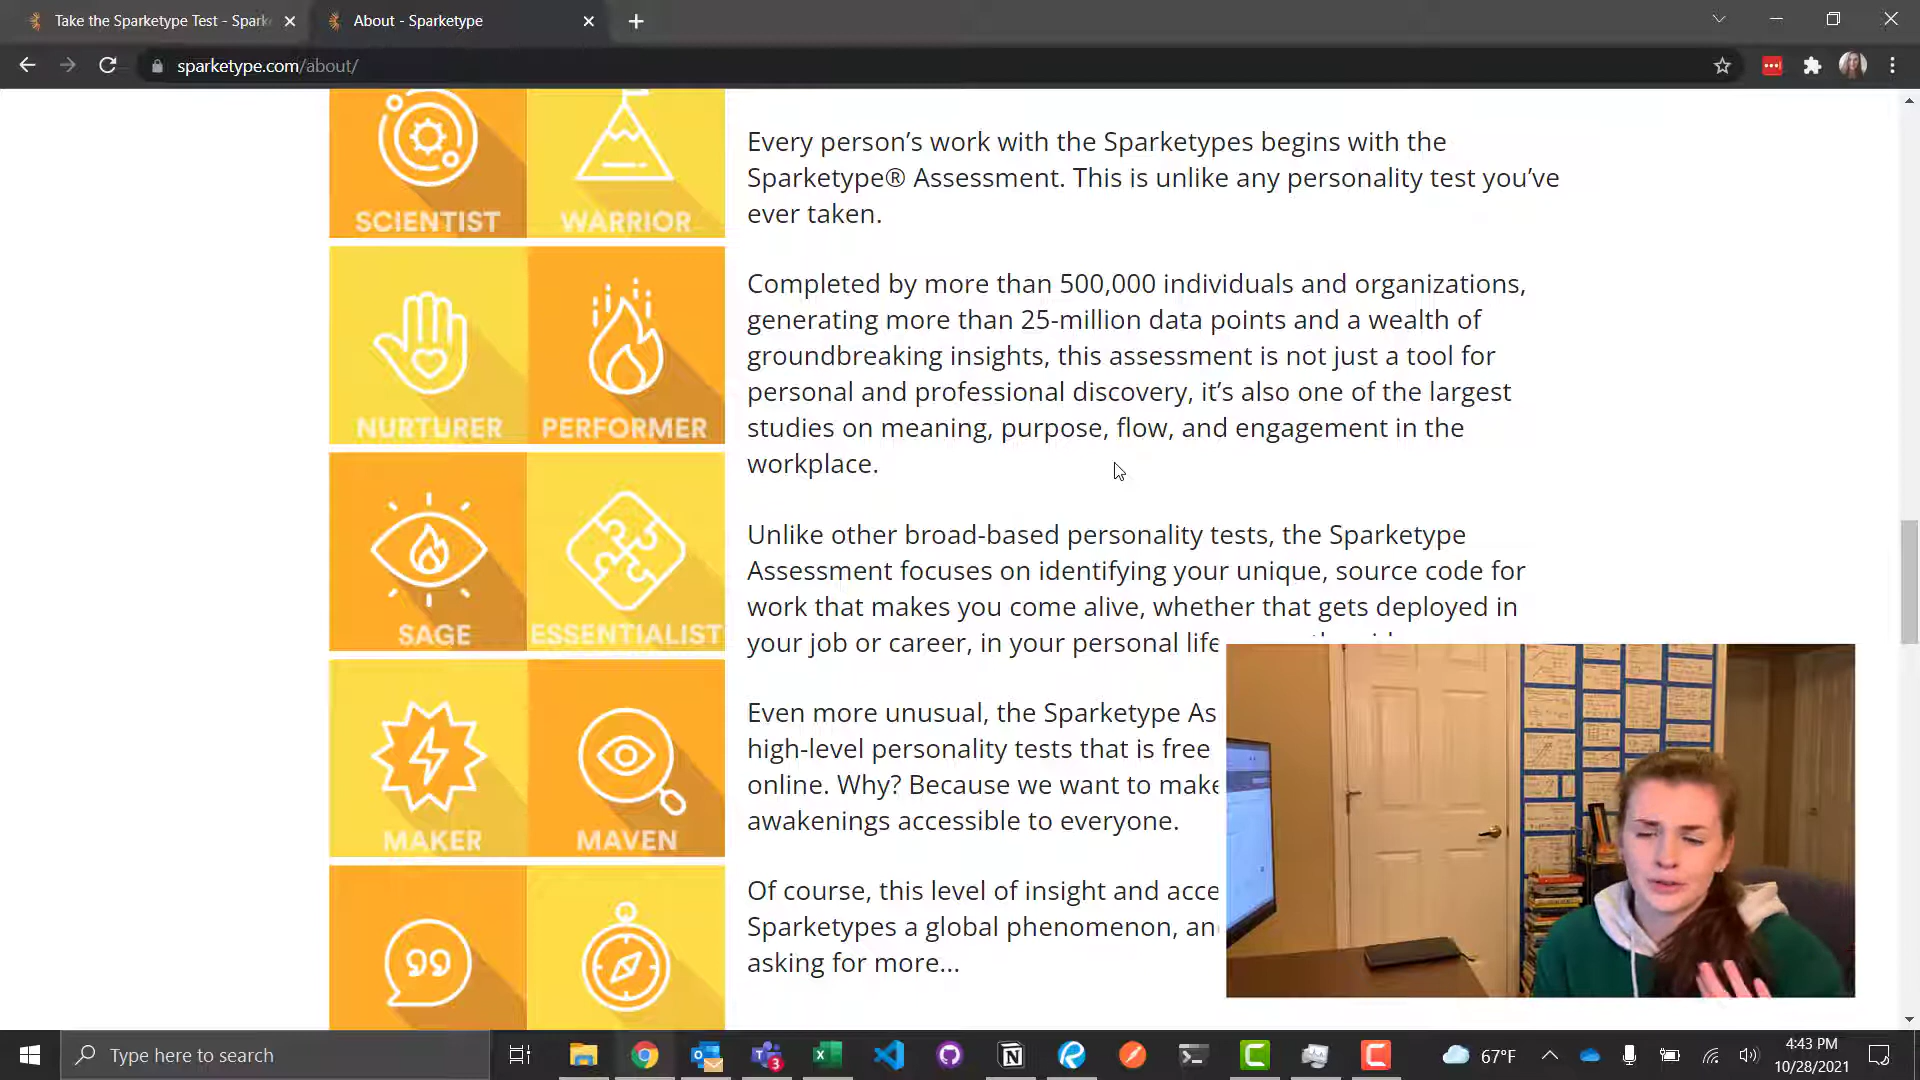 Take the Sparketype Test - Spark
About - Sparketype
sparketype.com/about/
SCIENTIST
WARRIOR
NURTURER
PERFORMER
SAGE
ESSENTIALIST
MAKER
MAVEN
Every person’s work with the Sparketypes begins with the
Sparketype® Assessment. This is unlike any personality test you’ve
ever taken.
Completed by more than 500,000 individuals and organizations,
generating more than 25-million data points and a wealth of
groundbreaking insights, this assessment is not just a tool for
personal and professional discovery, it’s also one of the largest
studies on meaning, purpose, flow, and engagement in the
workplace.
Unlike other broad-based personality tests, the Sparketype
Assessment focuses on identifying your unique, source code for
work that makes you come alive, whether that gets deployed in
your job or career, in your personal life
Even more unusual, the Sparketype As
high-level personality tests that is free
online. Why? Because we want to make
awakenings accessible to everyone.
Of course, this level of insight and acce
Sparketypes a global phenomenon, an
asking for more...
Type here to search
3
67°F
4:43 PM
10/28/2021